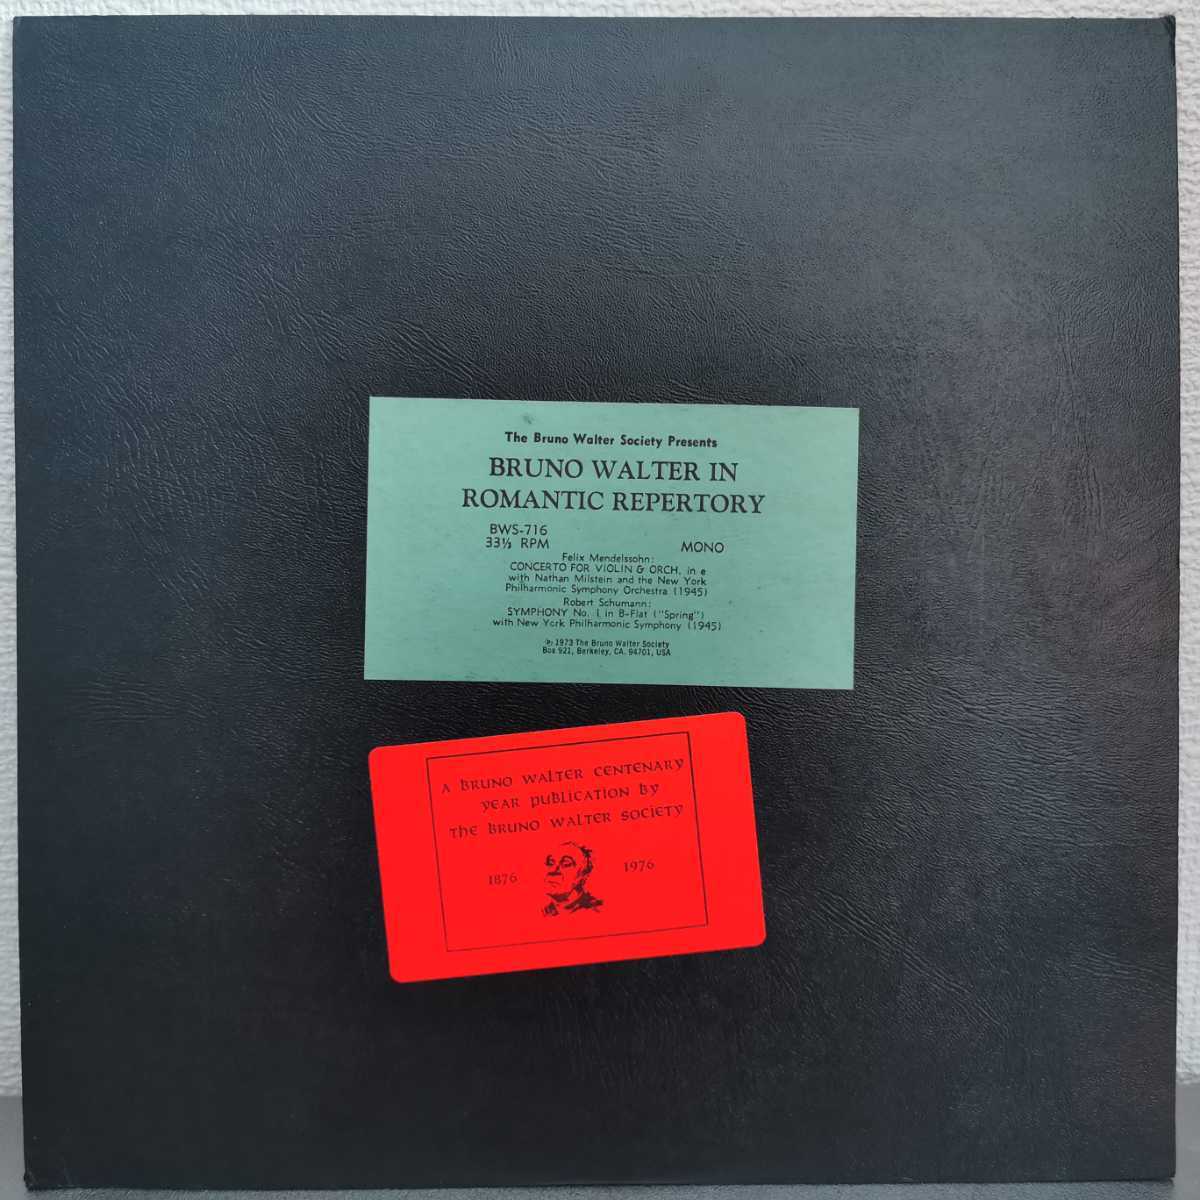 The Bruno Walter Society Presents
BRUNO WALTER IN
ROMANTIC REPERTORY
BWS-716
33⅓ RPM MONO
Felix Mendelssohn:
CONCERTO FOR VIOLIN & ORCH. in e
with Nathan Milstein and the New York
Philharmonic Symphony Orchestra (1945)
Robert Schumann:
SYMPHONY No. 1 in B-Flat ("Spring")
with New York Philharmonic Symphony (1945)
℗ 1973 The Bruno Walter Society
Box 921, Berkeley, CA. 94701, USA
A BRUNO WALTER CENTENARY
YEAR PUBLICATION BY
THE BRUNO WALTER SOCIETY
1876 1976